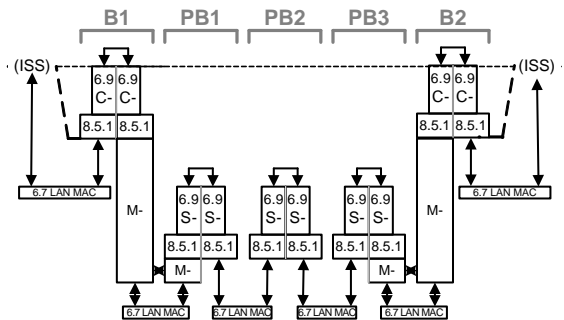 B1 PB1 PB2 PB3 B2
(ISS) (ISS)
6.9 6.9 6.9 6.9
C- C- C- C-
8.5.1 8.5.1 8.5.1 8.5.1
6.7 LAN MAC 6.7 LAN MAC
6.9 6.9 6.9 6.9 6.9 6.9
M- S- S- S- S- S- S- M-
8.5.1 8.5.1 8.5.1 8.5.1 8.5.1 8.5.1
M- M-
6.7 LAN MAC 6.7 LAN MAC 6.7 LAN MAC 6.7 LAN MAC